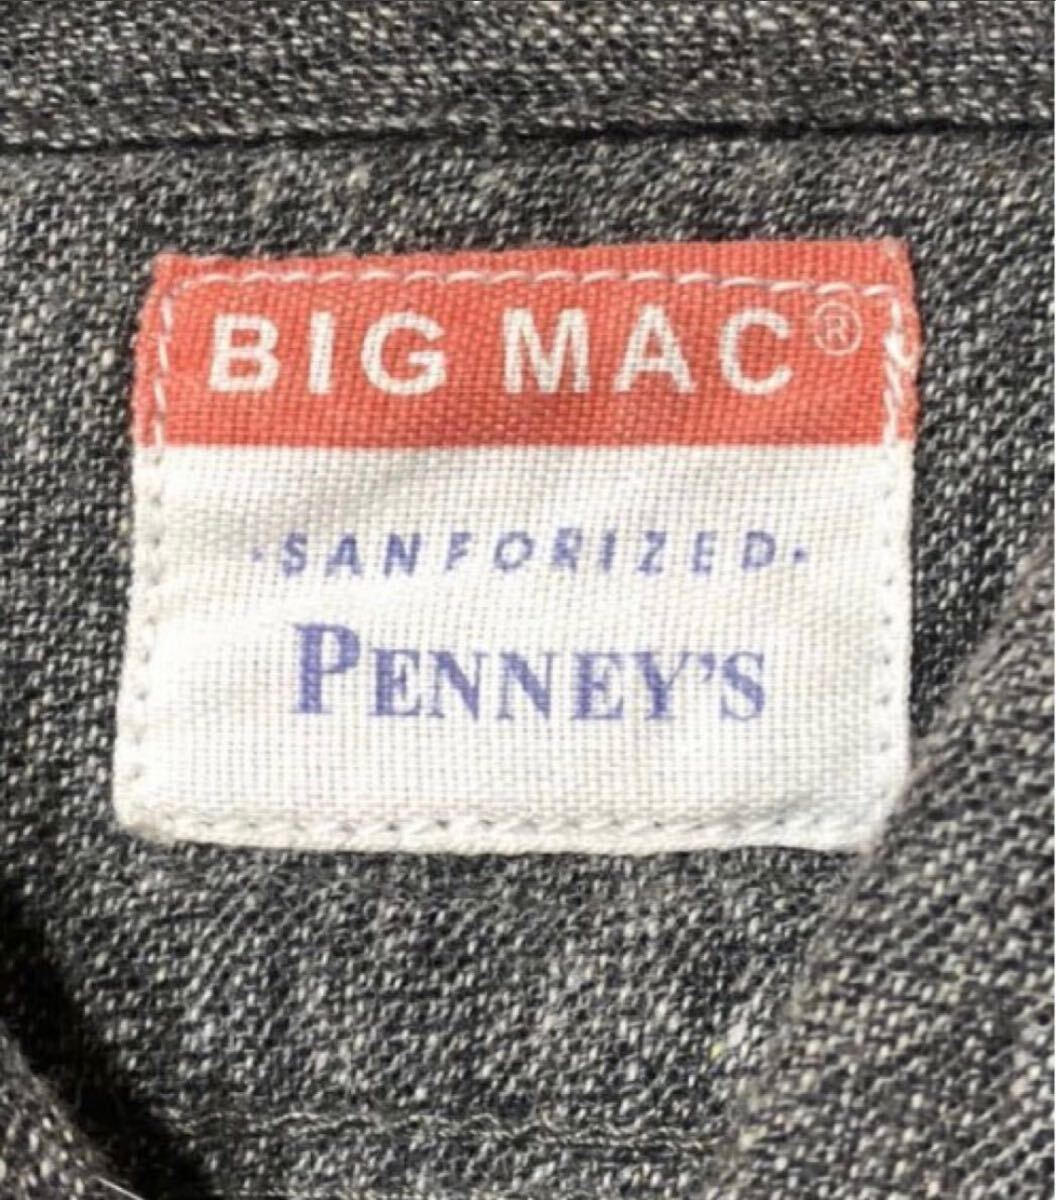 BIG MAC®
·SANFORIZED·
PENNEY'S